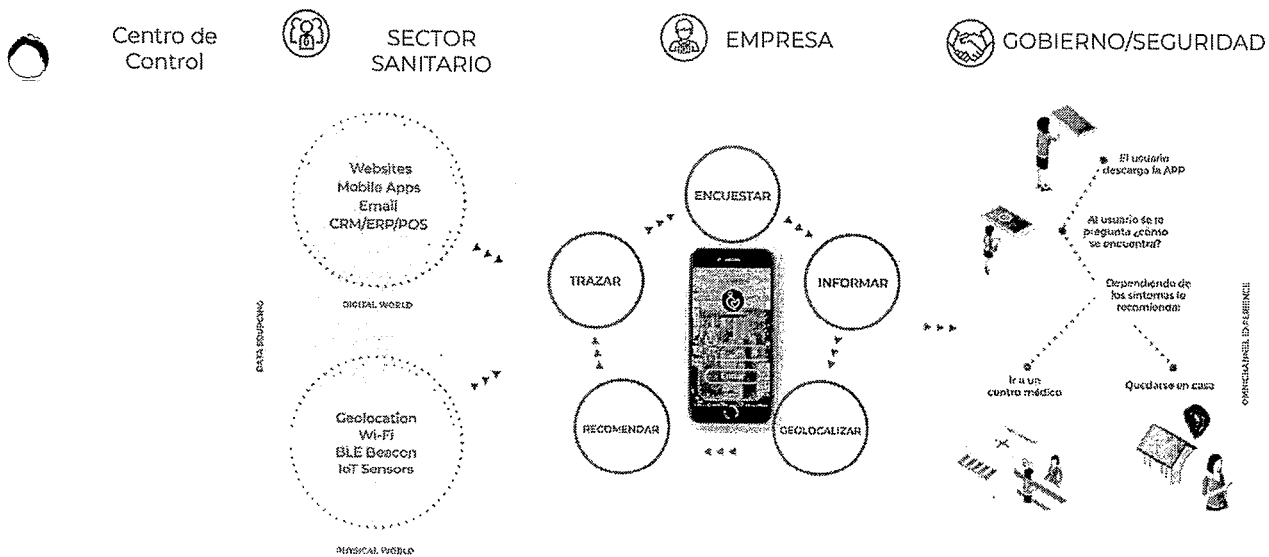 Centro de
Control
SECTOR
SANITARIO
EMPRESA
GOBIERNO/SEGURIDAD
DATA SOURCING
Websites
Mobile Apps
Email
CRM/ERP/POS
DIGITAL WORLD
Geolocation
Wi-Fi
BLE Beacon
IoT Sensors
PHYSICAL WORLD
ENCUESTAR
TRAZAR
INFORMAR
RECOMENDAR
GEOLOCALIZAR
El usuario
descarga la APP
Al usuario se le
pregunta ¿cómo
se encuentra?
Dependiendo de
los síntomas le
recomienda:
Ir a un
centro médico
Quedarse en casa
OMNICHANNEL EXPERIENCE